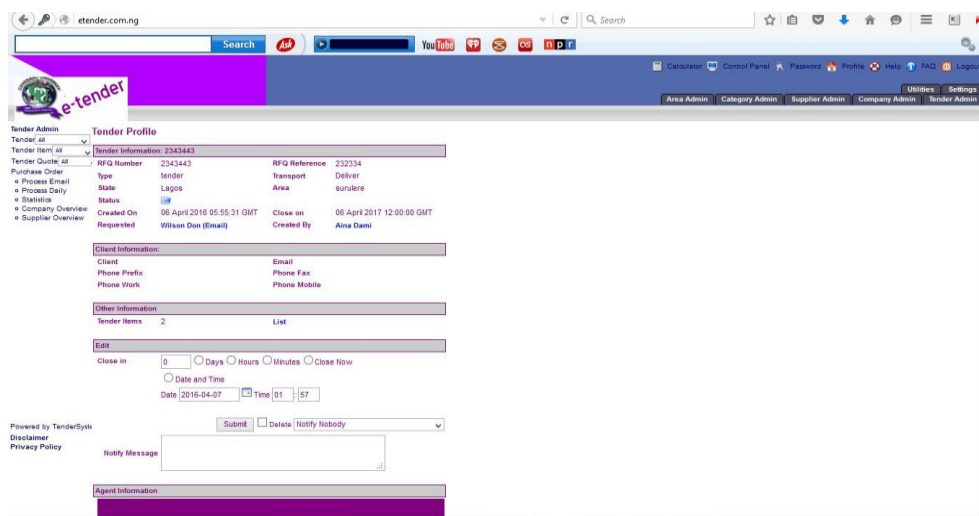 etender.com.ng
Search
Search
Ask
YouTube
npr
Calculator Control Panel Password Profile Help FAQ Logou
Utilities Settings
Area Admin Category Admin Supplier Admin Company Admin Tender Admin
e-tender
Tender Admin
Tender All
Tender Item All
Tender Quote All
Purchase Order
Process Email
Process Daily
Statistics
Company Overview
Supplier Overview
Tender Profile
Tender Information: 2343443
RFQ Number 2343443 RFQ Reference 232334
Type tender Transport Deliver
State Lagos Area surulere
Status
Created On 06 April 2016 05:55:31 GMT Close on 06 April 2017 12:00:00 GMT
Requested Wilson Don (Email) Created By Aina Dami
Client Information:
Client Email
Phone Prefix Phone Fax
Phone Work Phone Mobile
Other Information
Tender Items 2 List
Edit
Close in 0 Days Hours Minutes Close Now
Date and Time
Date 2016-04-07 Time 01 : 57
Submit Delete Notify Nobody
Notify Message
Agent Information
Powered by TenderSyste
Disclaimer
Privacy Policy